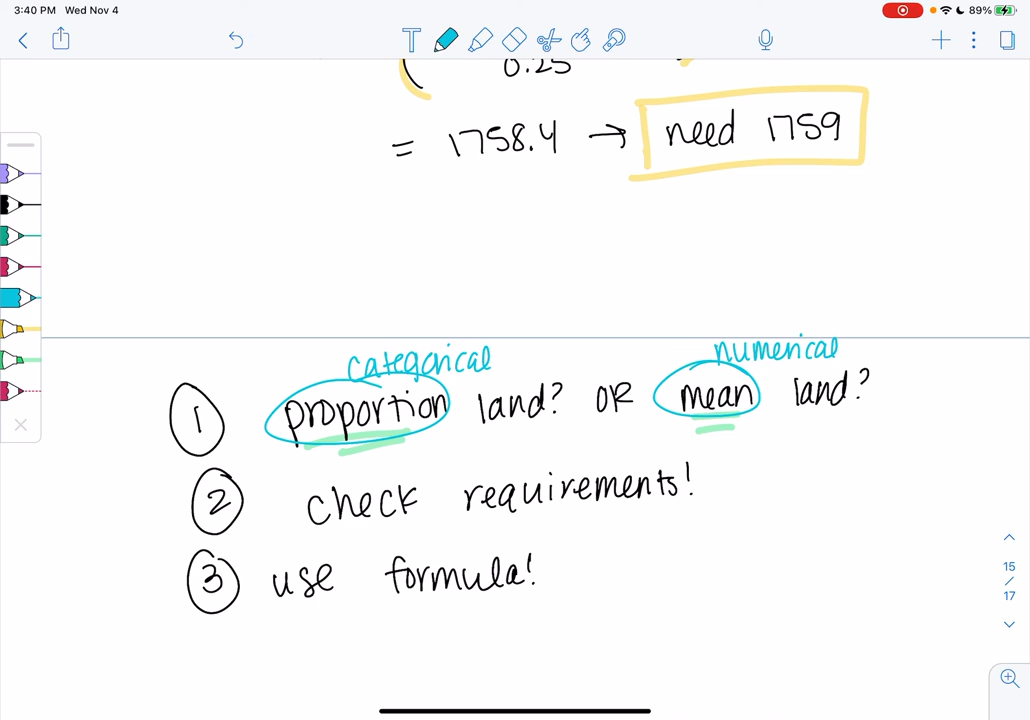 3:40 PM Wed Nov 4
89%
T
0.25
= 1758.4 → need 1759
categorical numerical
1 proportion land? OR mean land?
2 check requirements!
3 use formula!
15
/
17